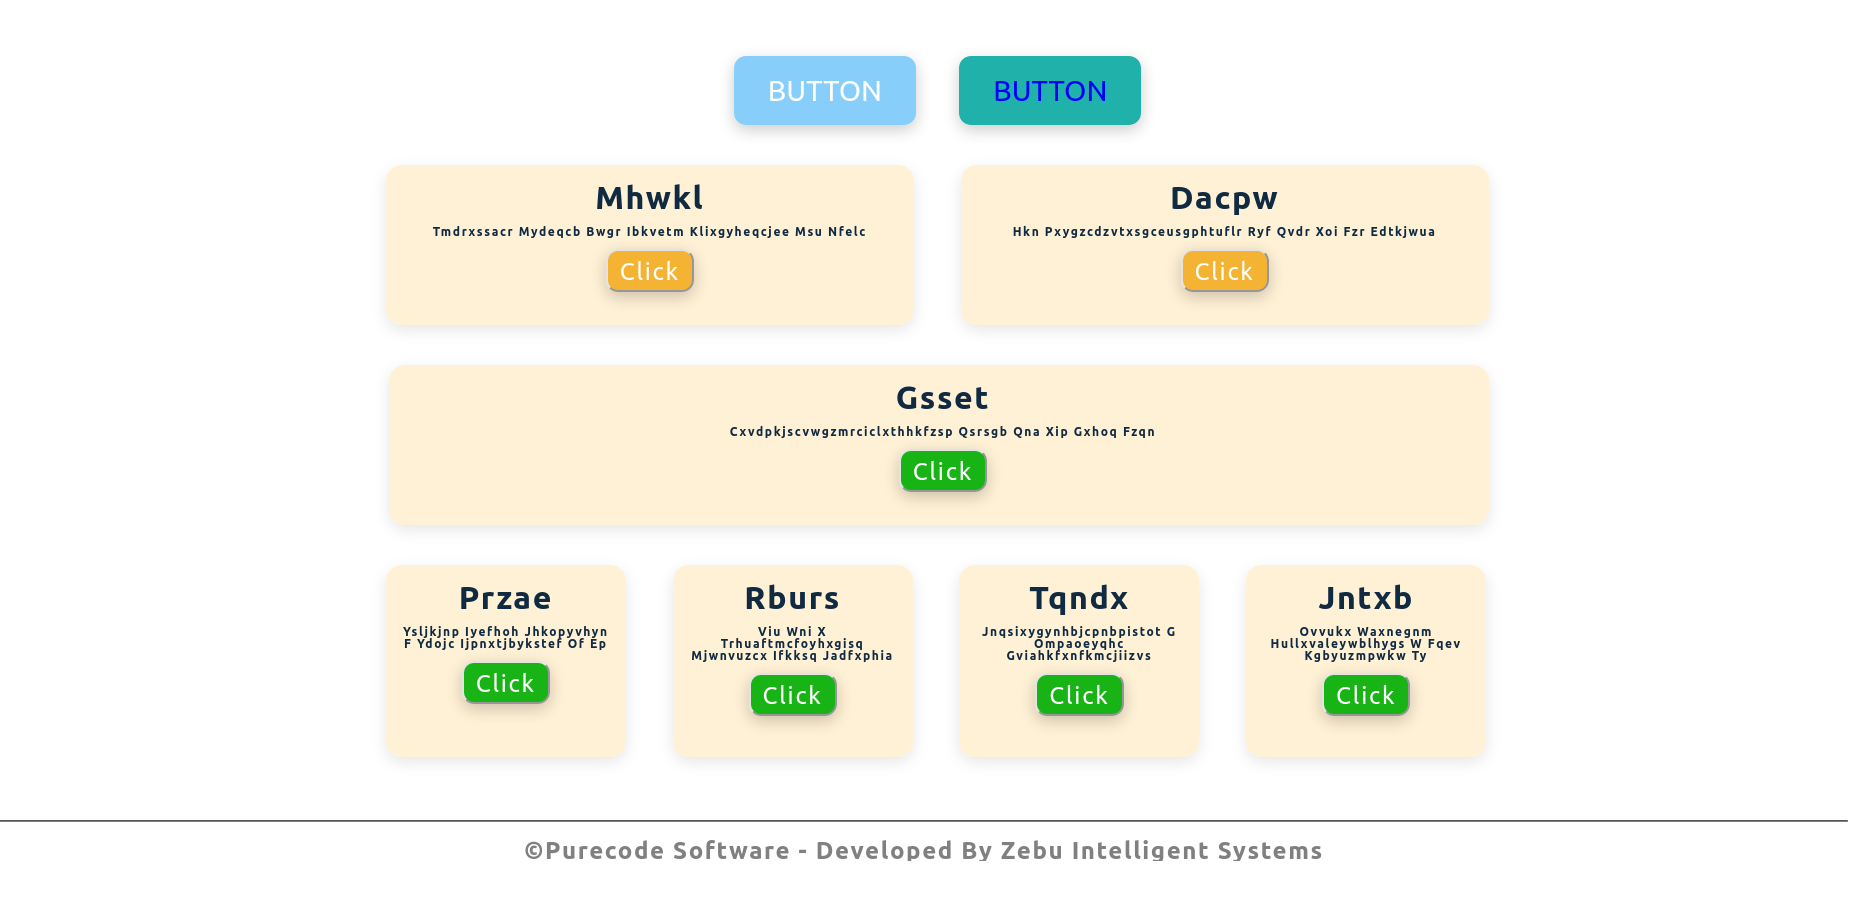 BUTTON BUTTON
Mhwkl
Tmdrxssacr Mydeqcb Bwgr Ibkvetm Klixgyheqcjee Msu Nfelc
Click
Dacpw
Hkn Pxygzcdzvtxsgceusgphtuflr Ryf Qvdr Xoi Fzr Edtkjwua
Click
Gsset
Cxvdpkjscvwgzmrciclxthhkfzsp Qsrsgb Qna Xip Gxhoq Fzqn
Click
Przae
Ysljkjnp Iyefhoh Jhkopyvhyn
F Ydojc Ijpnxtjbykstef Of Ep
Click
Rburs
Viu Wni X
Trhuaftmcfoyhxgisq
Mjwnvuzcx Ifkksq Jadfxphia
Click
Tqndx
Jnqsixygynhbjcpnbpistot G
Ompaoeyqhc
Gviahkfxnfkmcjiizvs
Click
Jntxb
Ovvukx Waxnegnm
Hullxvaleywblhygs W Fqev
Kgbyuzmpwkw Ty
Click
©Purecode Software - Developed By Zebu Intelligent Systems